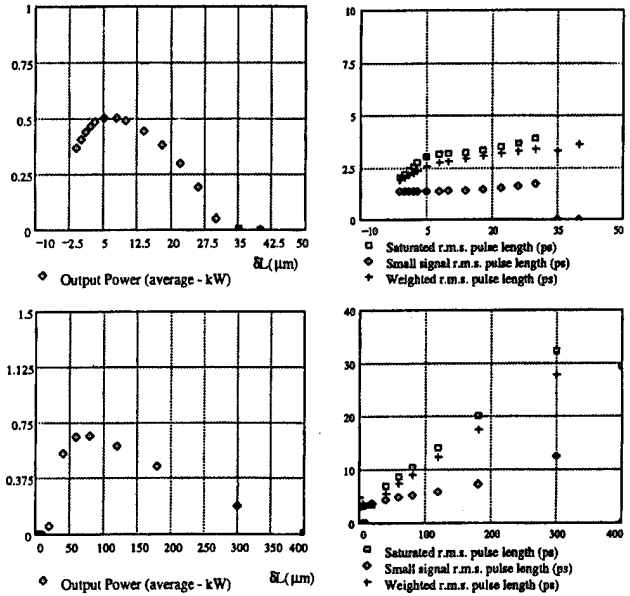 1
0.75
0.5
0.25
0
−10 −2.5 5 12.5 20 27.5 35 42.5 50
δL(μm)
◇ Output Power (average - kW)
10
7.5
5
2.5
0
−10 5 20 35 50
□ Saturated r.m.s. pulse length (ps)
◇ Small signal r.m.s. pulse length (ps)
+ Weighted r.m.s. pulse length (ps)
1.5
1.125
0.75
0.375
0
0 50 100 150 200 250 300 350 400
δL(μm)
◇ Output Power (average - kW)
40
30
20
10
0
0 100 200 300 400
□ Saturated r.m.s. pulse length (ps)
◇ Small signal r.m.s. pulse length (ps)
+ Weighted r.m.s. pulse length (ps)